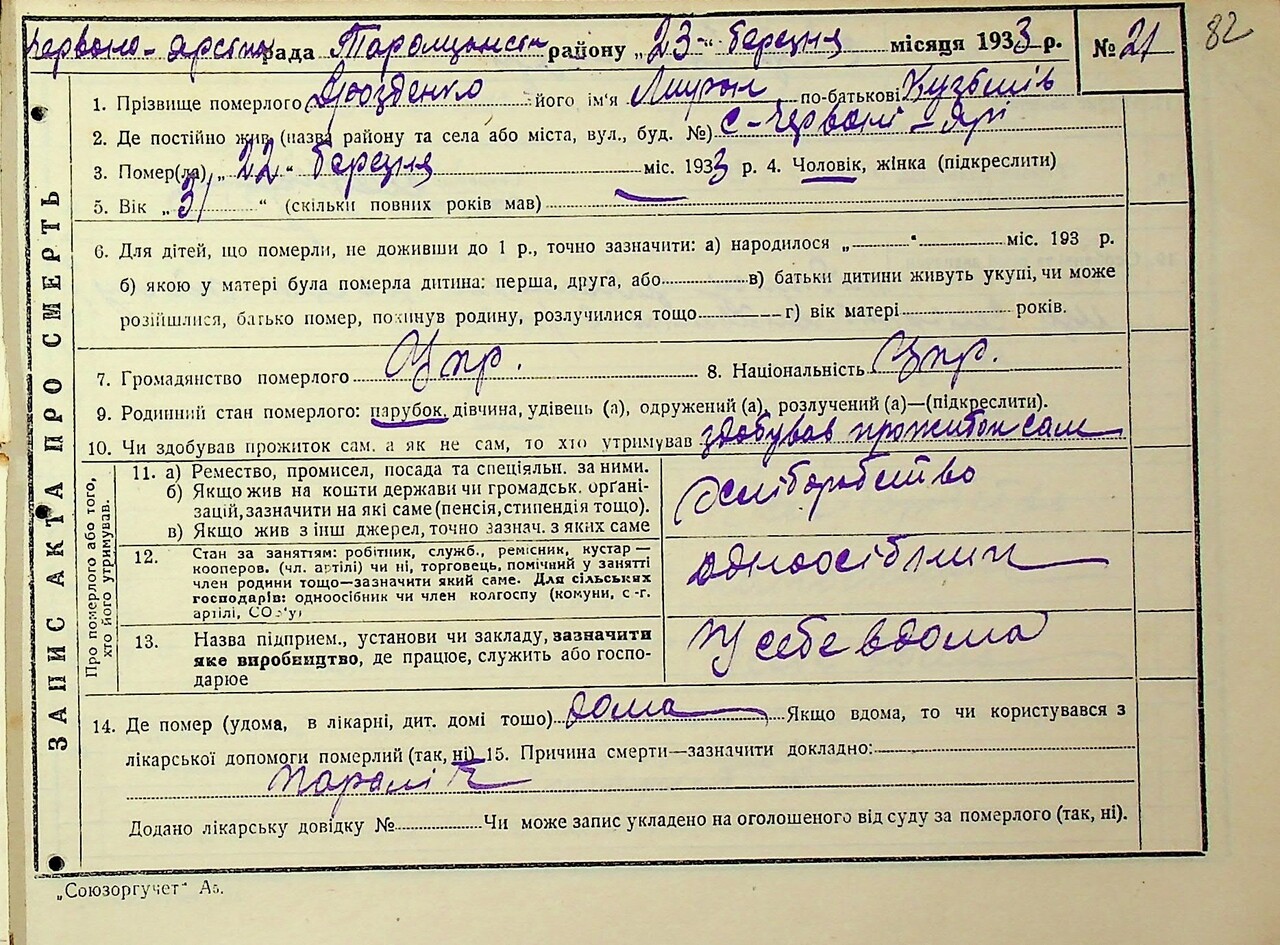 Червоно-Ярська рада Таращанськ району „23“ березня місяця 1933 р. № 21 82
1. Прізвище померлого Дрозденко його ім'я Мирон по-батькові Кузьмів
2. Де постійно жив (назва району та села або міста, вул., буд. №) с-Червоні-Ярі
3. Помер(ла) „22“ березня міс. 1933 р. 4. Чоловік, жінка (підкреслити)
5. Вік „31“ (скільки повних років мав)
6. Для дітей, що померли, не доживши до 1 р., точно зазначити: а) народилося „ “ міс. 193 р.
б) якою у матері була померла дитина: перша, друга, або в) батьки дитини живуть укупі, чи може
розійшлися, батько помер, покинув родину, розлучилися тощо г) вік матері років.
7. Громадянство померлого Укр. 8. Національність Укр.
9. Родинний стан померлого: парубок, дівчина, удівець (а), одружений (а), розлучений (а)—(підкреслити).
10. Чи здобував прожиток сам, а як не сам, то хто утримував здобував прожиток сам
ЗАПИС АКТА ПРО СМЕРТЬ
Про померлого або того, хто його утримував.
11. а) Ремество, промисел, посада та спеціяльн. за ними.
б) Якщо жив на кошти держави чи громадськ. орґані-
зацій, зазначити на які саме (пенсія, стипендія тощо).
в) Якщо жив з інш джерел, точно зазнач. з яких саме
хліборобство
12. Стан за заняттям: робітник, служб., ремісник, кустар—
кооперов. (чл. артілі) чи ні, торговець, помічний у занятті
член родини тощо—зазначити який саме. Для сільських
господарів: одноосібник чи член колгоспу (комуни, с-г.
артілі, СОЗ'у)
одноосібник
13. Назва підприєм., установи чи закладу, зазначити
яке виробництво, де працює, служить або госпо-
дарює
У себе вдома
14. Де помер (удома, в лікарні, дит. домі тощо) дома Якщо вдома, то чи користувався з
лікарської допомоги померлий (так, ні) 15. Причина смерти—зазначити докладно:
Параліч
Додано лікарську довідку № Чи може запис укладено на оголошеного від суду за померлого (так, ні).
„Союзоргучет“ А5.